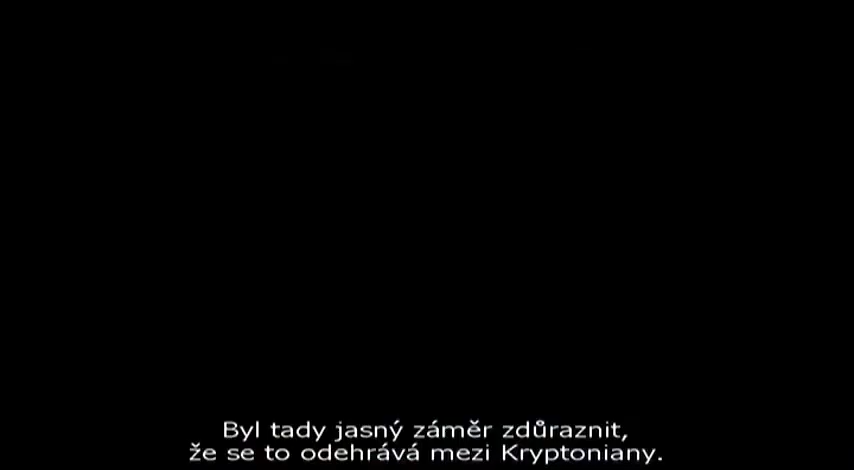 Byl tady jasný záměr zdůraznit,
že se to odehrává mezi Kryptoniany.